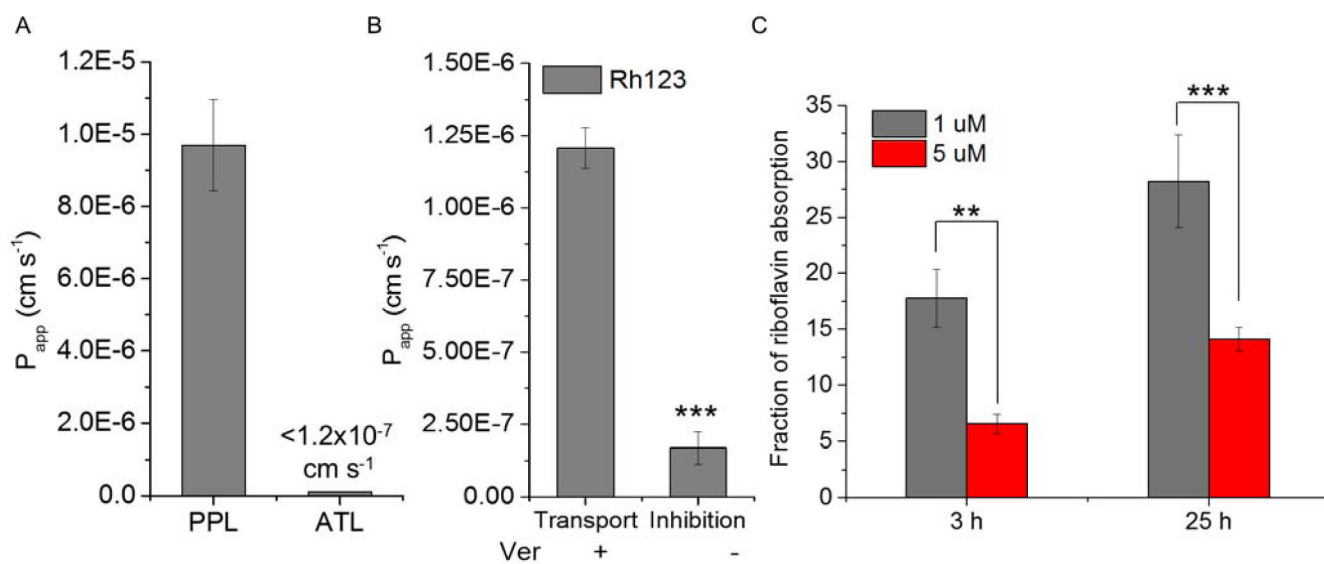 A
P_app (cm s⁻¹)
1.2E-5
1.0E-5
8.0E-6
6.0E-6
4.0E-6
2.0E-6
0.0
<1.2x10⁻⁷
cm s⁻¹
PPL ATL
B
P_app (cm s⁻¹)
1.50E-6
1.25E-6
1.00E-6
7.50E-7
5.00E-7
2.50E-7
0.00
Rh123
***
Transport Inhibition
Ver + -
C
Fraction of riboflavin absorption
35
30
25
20
15
10
5
0
1 uM
5 uM
**
***
3 h 25 h